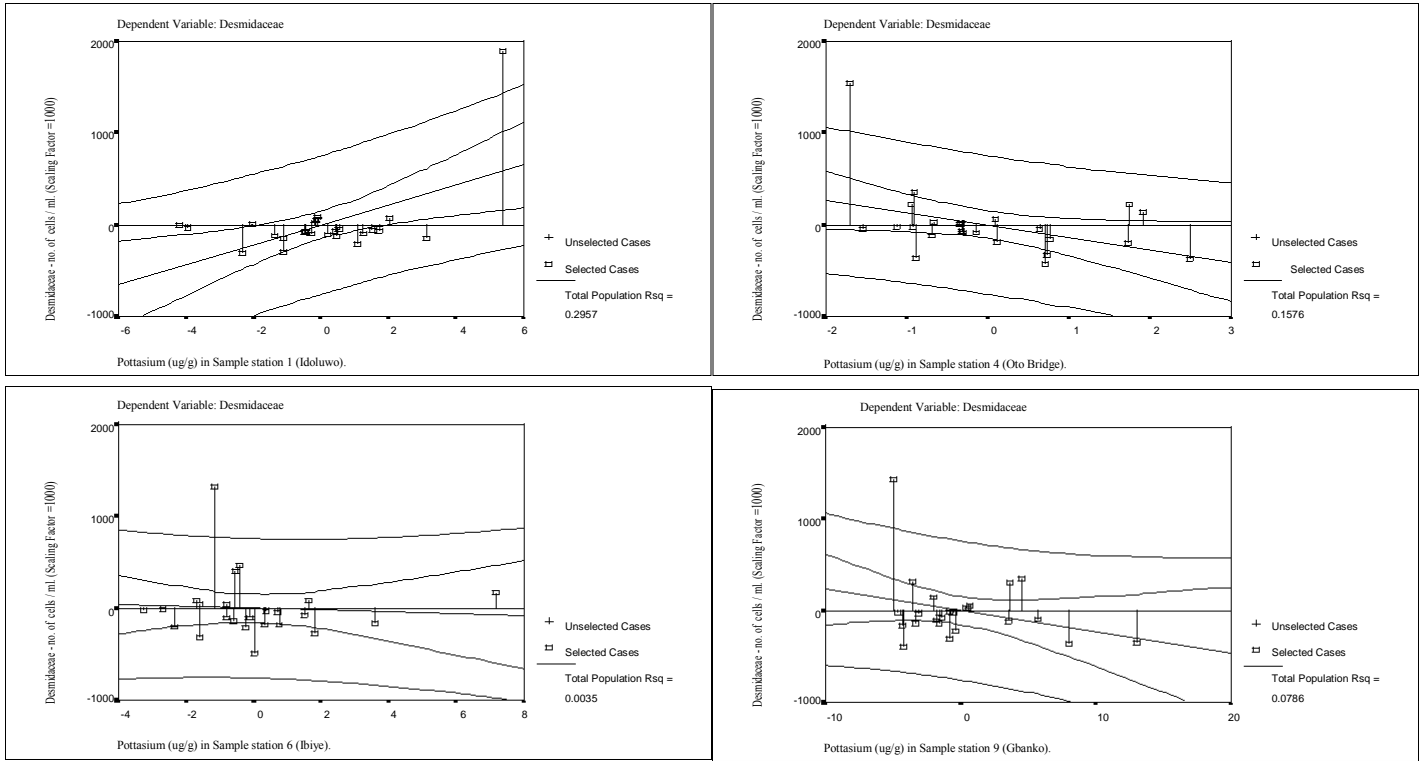 Dependent Variable: Desmidaceae
Desmidaceae - no. of cells / ml. (Scaling Factor =1000)
2000
1000
0
-1000
-6 -4 -2 0 2 4 6
Unselected Cases
Selected Cases
Total Population Rsq =
0.2957
Pottasium (ug/g) in Sample station 1 (Idoluwo).
Dependent Variable: Desmidaceae
Desmidaceae - no. of cells / ml. (Scaling Factor =1000)
2000
1000
0
-1000
-2 -1 0 1 2 3
Unselected Cases
Selected Cases
Total Population Rsq =
0.1576
Pottasium (ug/g) in Sample station 4 (Oto Bridge).
Dependent Variable: Desmidaceae
Desmidaceae - no. of cells / ml. (Scaling Factor =1000)
2000
1000
0
-1000
-4 -2 0 2 4 6 8
Unselected Cases
Selected Cases
Total Population Rsq =
0.0035
Pottasium (ug/g) in Sample station 6 (Ibiye).
Dependent Variable: Desmidaceae
Desmidaceae - no. of cells / ml. (Scaling Factor =1000)
2000
1000
0
-1000
-10 0 10 20
Unselected Cases
Selected Cases
Total Population Rsq =
0.0786
Pottasium (ug/g) in Sample station 9 (Gbanko).